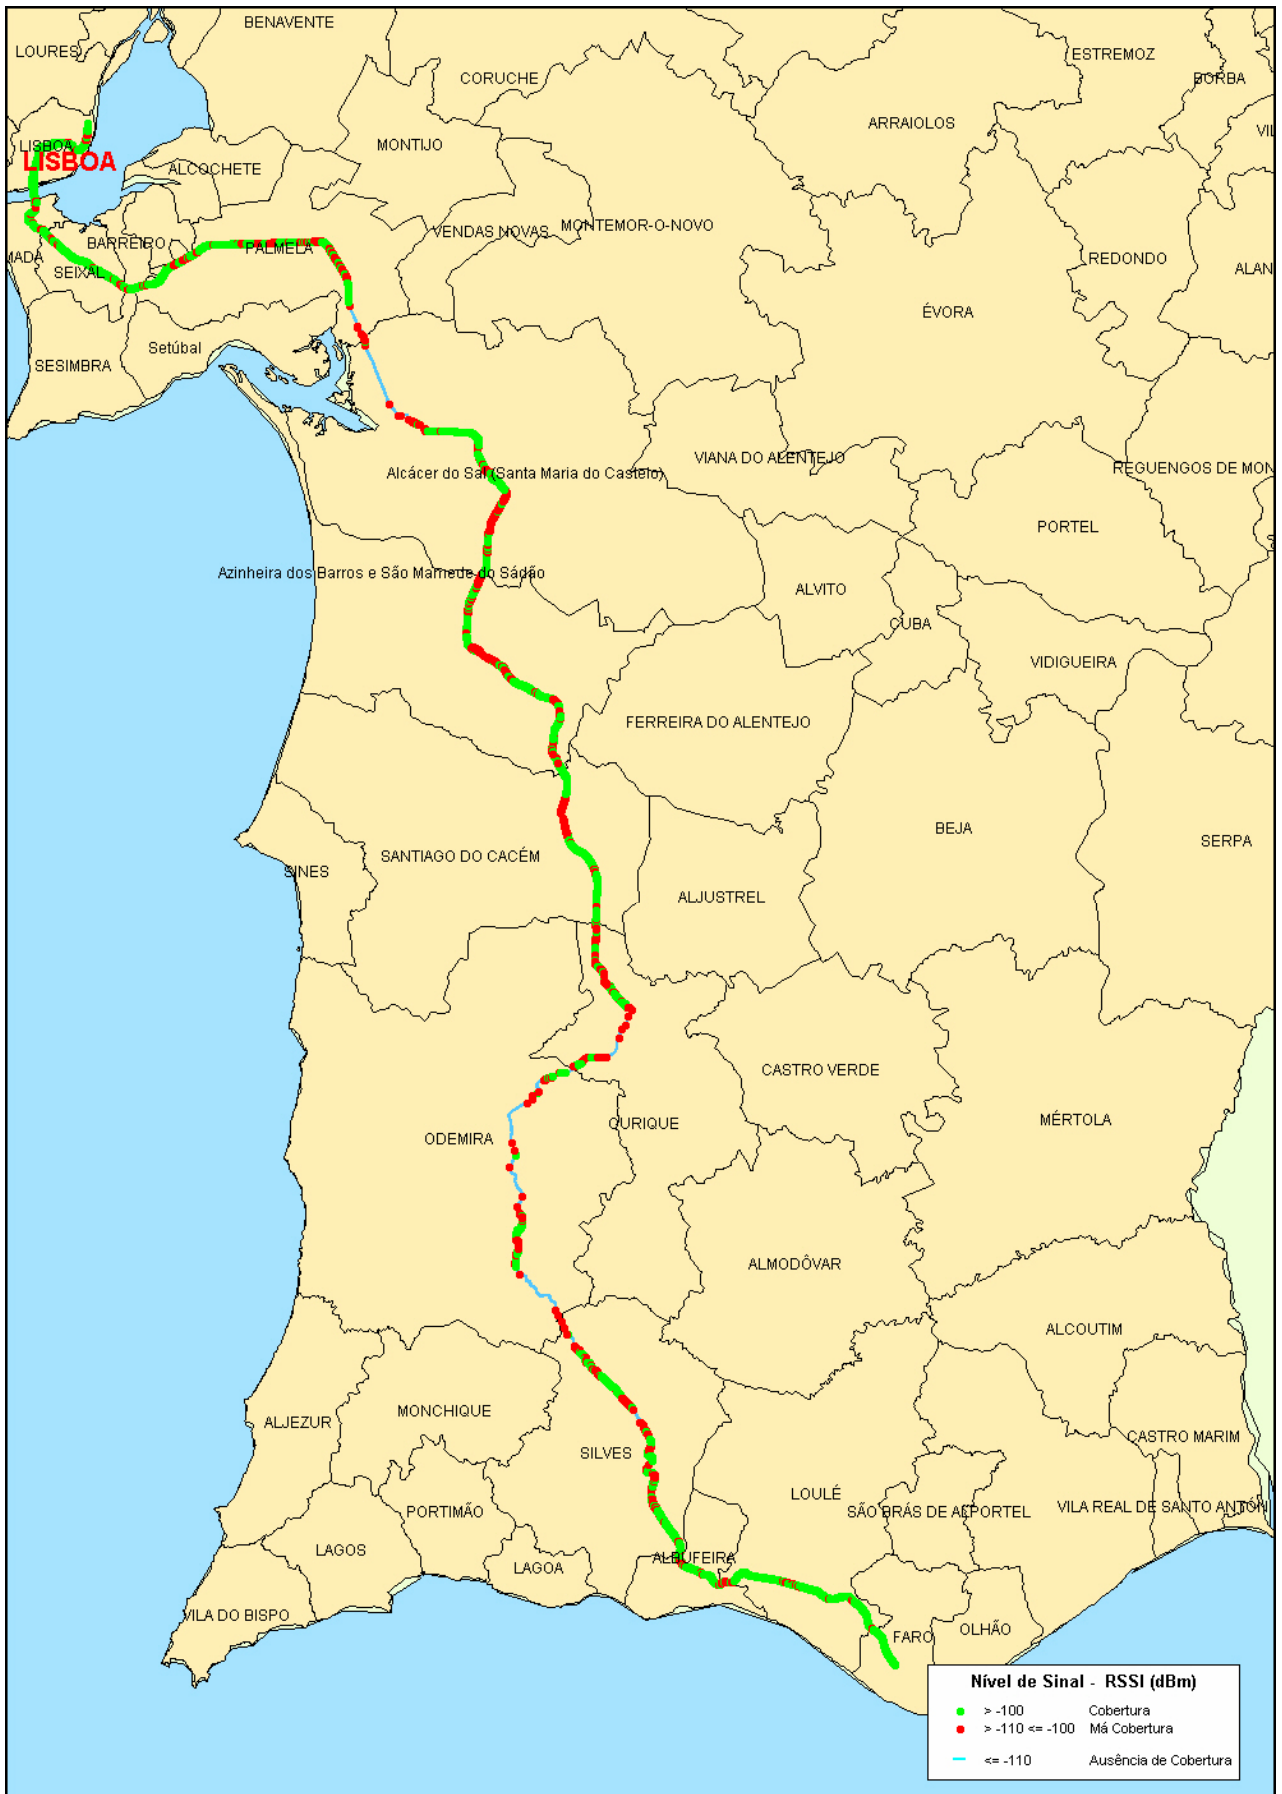 BENAVENTE
LOURES
ESTREMOZ
CORUCHE
BORBA
ARRAIOLOS
VIL
LISBOA
MONTIJO
LISBOA
ALCOCHETE
MONTEMOR-O-NOVO
VENDAS NOVAS
BARREIRO
PALMELA
MADA
SEIXAL
REDONDO
ALAN
ÉVORA
Setúbal
SESIMBRA
VIANA DO ALENTEJO
REGUENGOS DE MON
Alcácer do Sal (Santa Maria do Castelo)
PORTEL
Azinheira dos Barros e São Mamede do Sádão
ALVITO
CUBA
VIDIGUEIRA
FERREIRA DO ALENTEJO
BEJA
SERPA
SANTIAGO DO CACÉM
SINES
ALJUSTREL
CASTRO VERDE
MÉRTOLA
OURIQUE
ODEMIRA
ALMODÔVAR
ALCOUTIM
MONCHIQUE
ALJEZUR
CASTRO MARIM
SILVES
LOULÉ
PORTIMÃO
SÃO BRÁS DE ALPORTEL
VILA REAL DE SANTO ANTÓN
LAGOS
ALBUFEIRA
LAGOA
VILA DO BISPO
OLHÃO
FARO
Nível de Sinal - RSSI (dBm)
> -100 Cobertura
> -110 <= -100 Má Cobertura
<= -110 Ausência de Cobertura